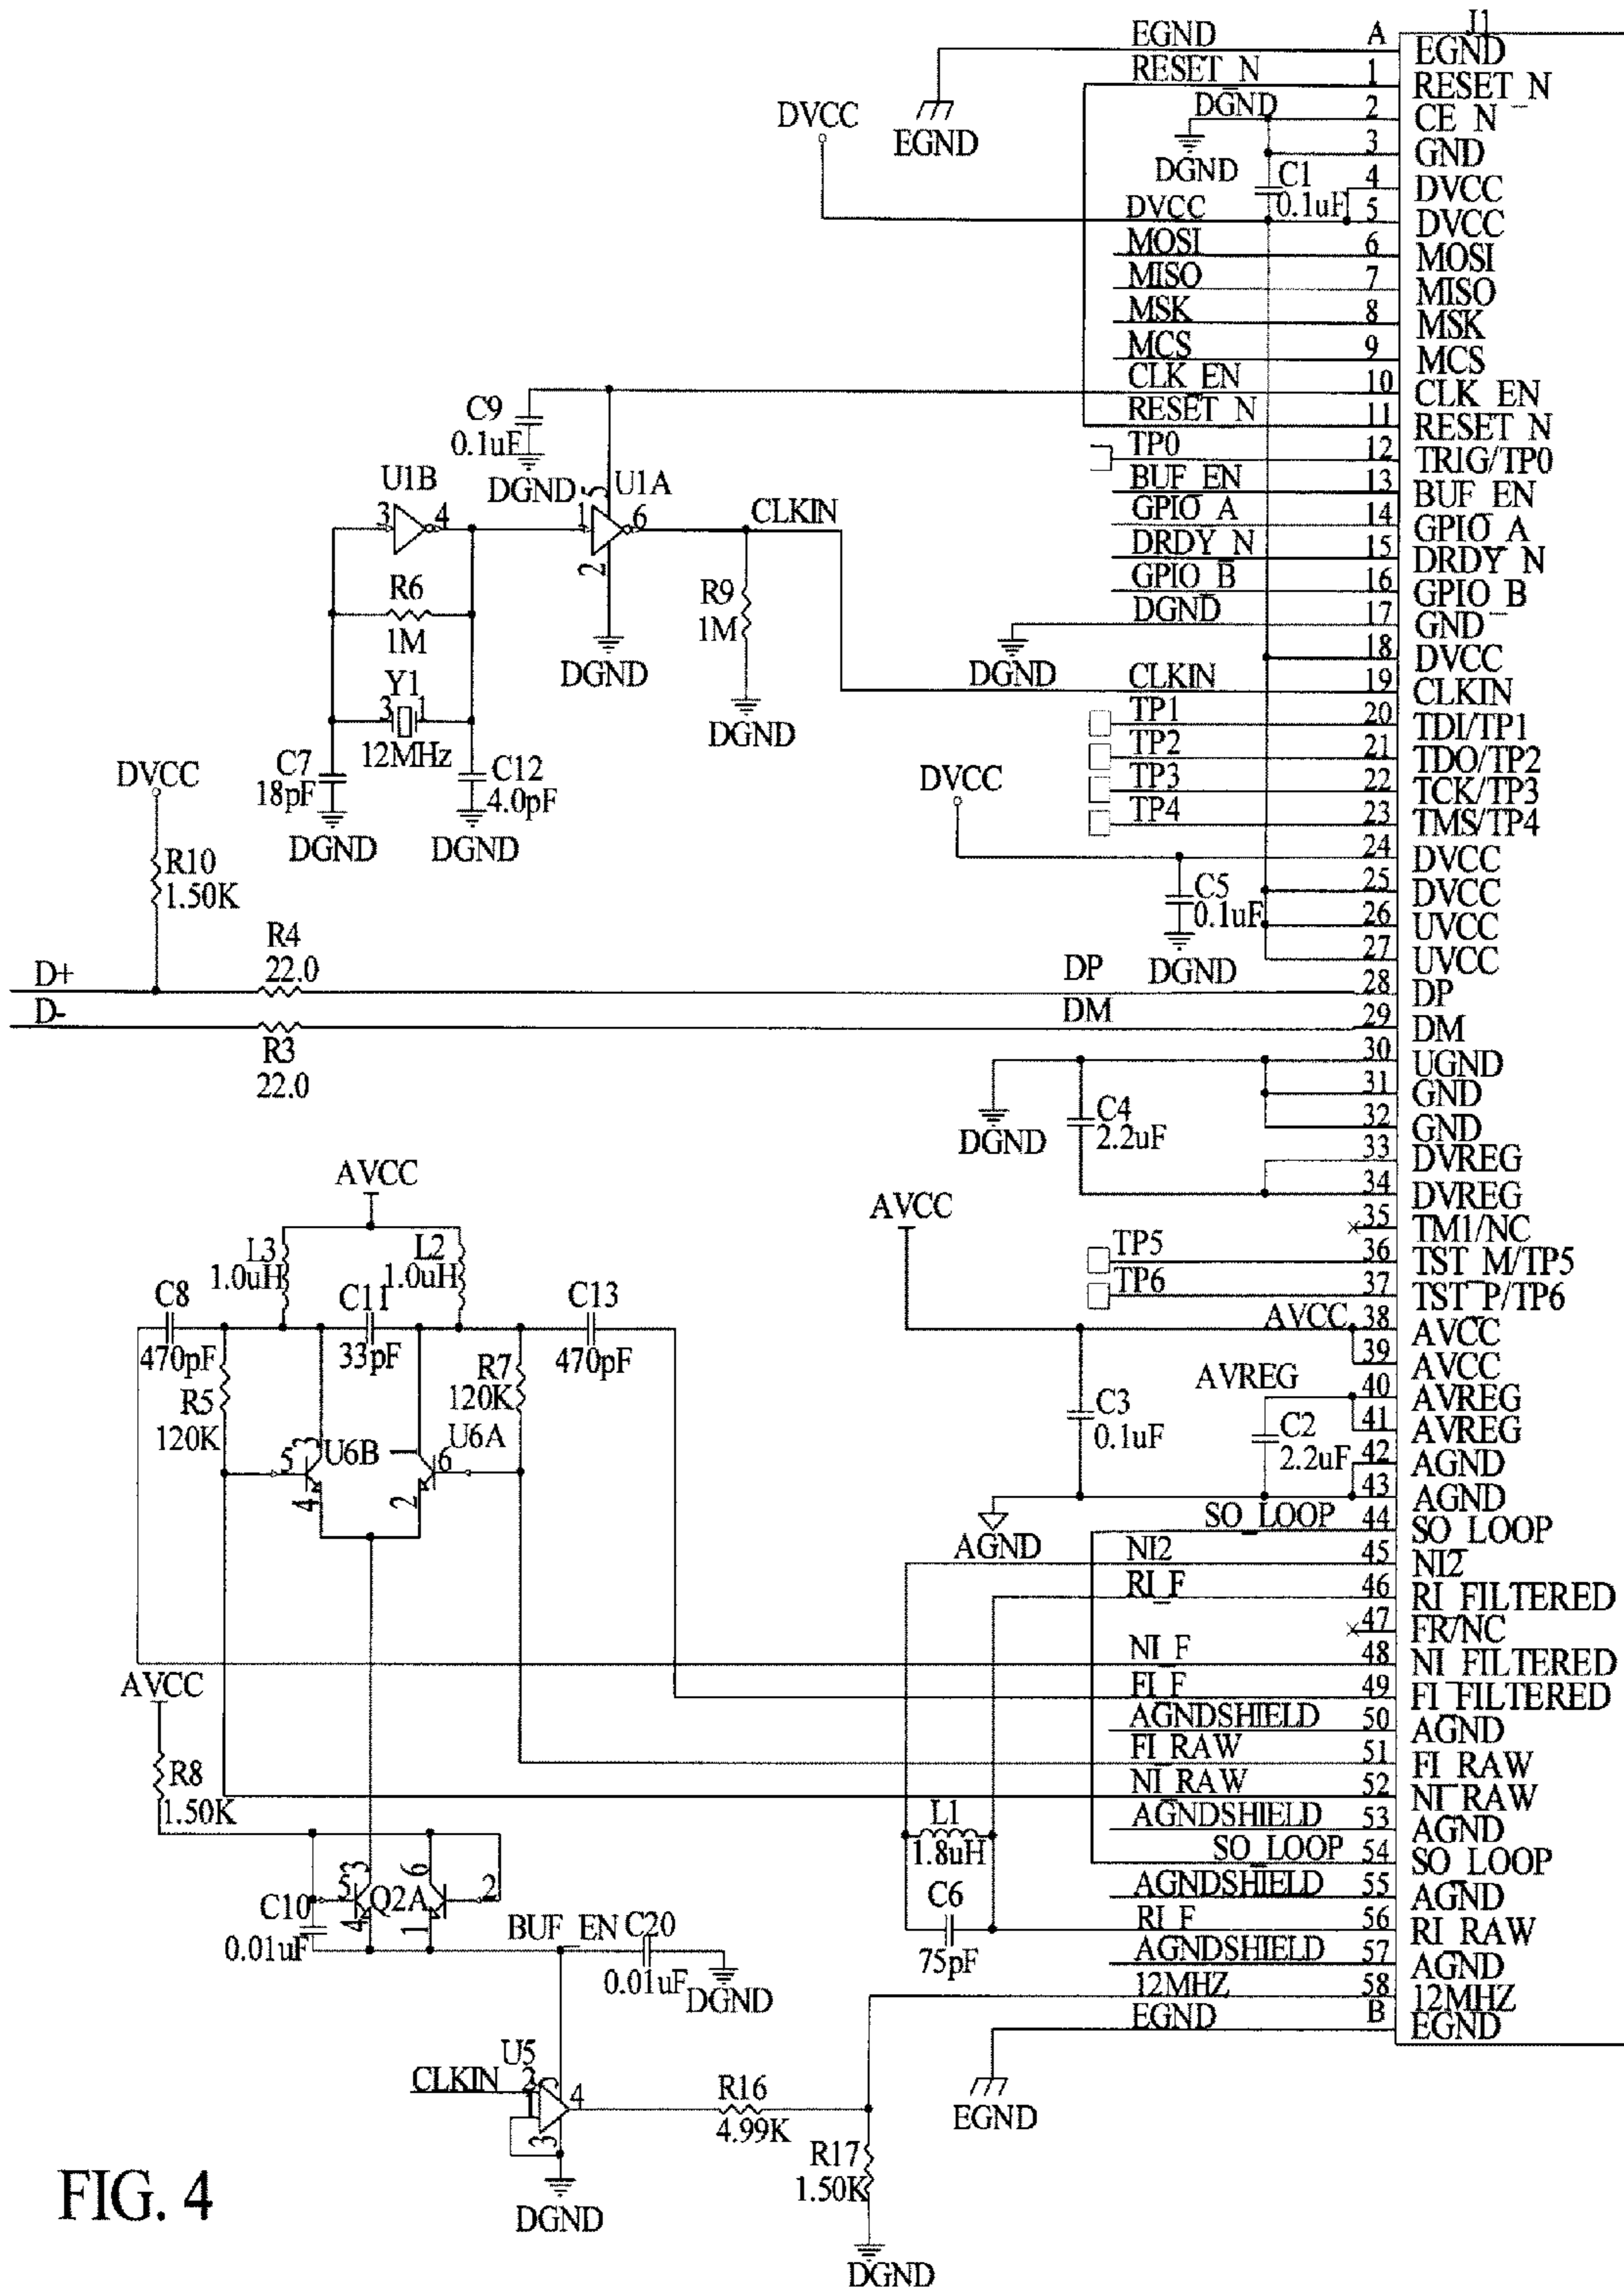 J1
EGND A EGND
RESET_N 1 RESET_N
DGND 2 CE_N
3 GND
4 DVCC
DVCC 5 DVCC
MOSI 6 MOSI
MISO 7 MISO
MSK 8 MSK
MCS 9 MCS
CLK_EN 10 CLK_EN
RESET_N 11 RESET_N
TP0 12 TRIG/TP0
BUF_EN 13 BUF_EN
GPIO_A 14 GPIO_A
DRDY_N 15 DRDY_N
GPIO_B 16 GPIO_B
DGND 17 GND
18 DVCC
CLKIN 19 CLKIN
TP1 20 TDI/TP1
TP2 21 TDO/TP2
TP3 22 TCK/TP3
TP4 23 TMS/TP4
24 DVCC
25 DVCC
26 UVCC
27 UVCC
DP 28 DP
DM 29 DM
30 UGND
31 GND
32 GND
33 DVREG
34 DVREG
35 TM1/NC
TP5 36 TST_M/TP5
TP6 37 TST_P/TP6
AVCC 38 AVCC
39 AVCC
AVREG 40 AVREG
41 AVREG
42 AGND
43 AGND
SO_LOOP 44 SO_LOOP
NI2 45 NI2
RI_F 46 RI_FILTERED
47 FR/NC
NI_F 48 NI_FILTERED
FI_F 49 FI_FILTERED
AGNDSHIELD 50 AGND
FI_RAW 51 FI_RAW
NI_RAW 52 NI_RAW
AGNDSHIELD 53 AGND
SO_LOOP 54 SO_LOOP
AGNDSHIELD 55 AGND
RI_F 56 RI_RAW
AGNDSHIELD 57 AGND
12MHZ 58 12MHZ
EGND B EGND
EGND
DVCC
DGND
C1
0.1uF
C9
0.1uF
DGND
U1B
3 4
U1A
5
1 6
2
CLKIN
DGND
R6
1M
R9
1M
DGND
DGND
Y1
3 1
12MHz
C7
18pF
DGND
C12
4.0pF
DGND
DVCC
R10
1.50K
DVCC
C5
0.1uF
DGND
D+
R4
22.0
D-
R3
22.0
DGND
C4
2.2uF
AVCC
L3
1.0uH
L2
1.0uH
C8
470pF
C11
33pF
C13
470pF
R5
120K
R7
120K
5 3 U6B
4
1 U6A
6
2
AVCC
C3
0.1uF
C2
2.2uF
AGND
AVCC
R8
1.50K
C10
0.01uF
5 3
4
Q2A
6 2
1
BUF_EN
C20
0.01uF
DGND
L1
1.8uH
C6
75pF
U5
CLKIN 2
5
1 4
3
DGND
R16
4.99K
R17
1.50K
DGND
EGND
FIG. 4